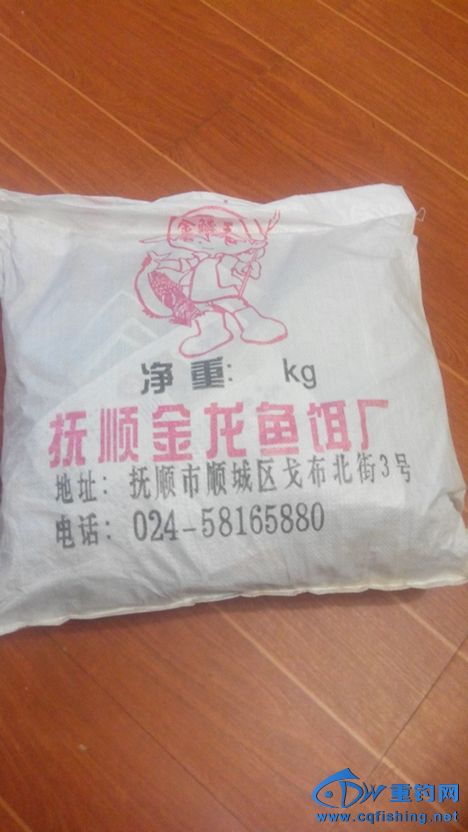 净重: kg
抚顺金龙鱼饵厂
地址: 抚顺市顺城区戈布北街3号
电话: 024-58165880
重钓网
www.cqfishing.net